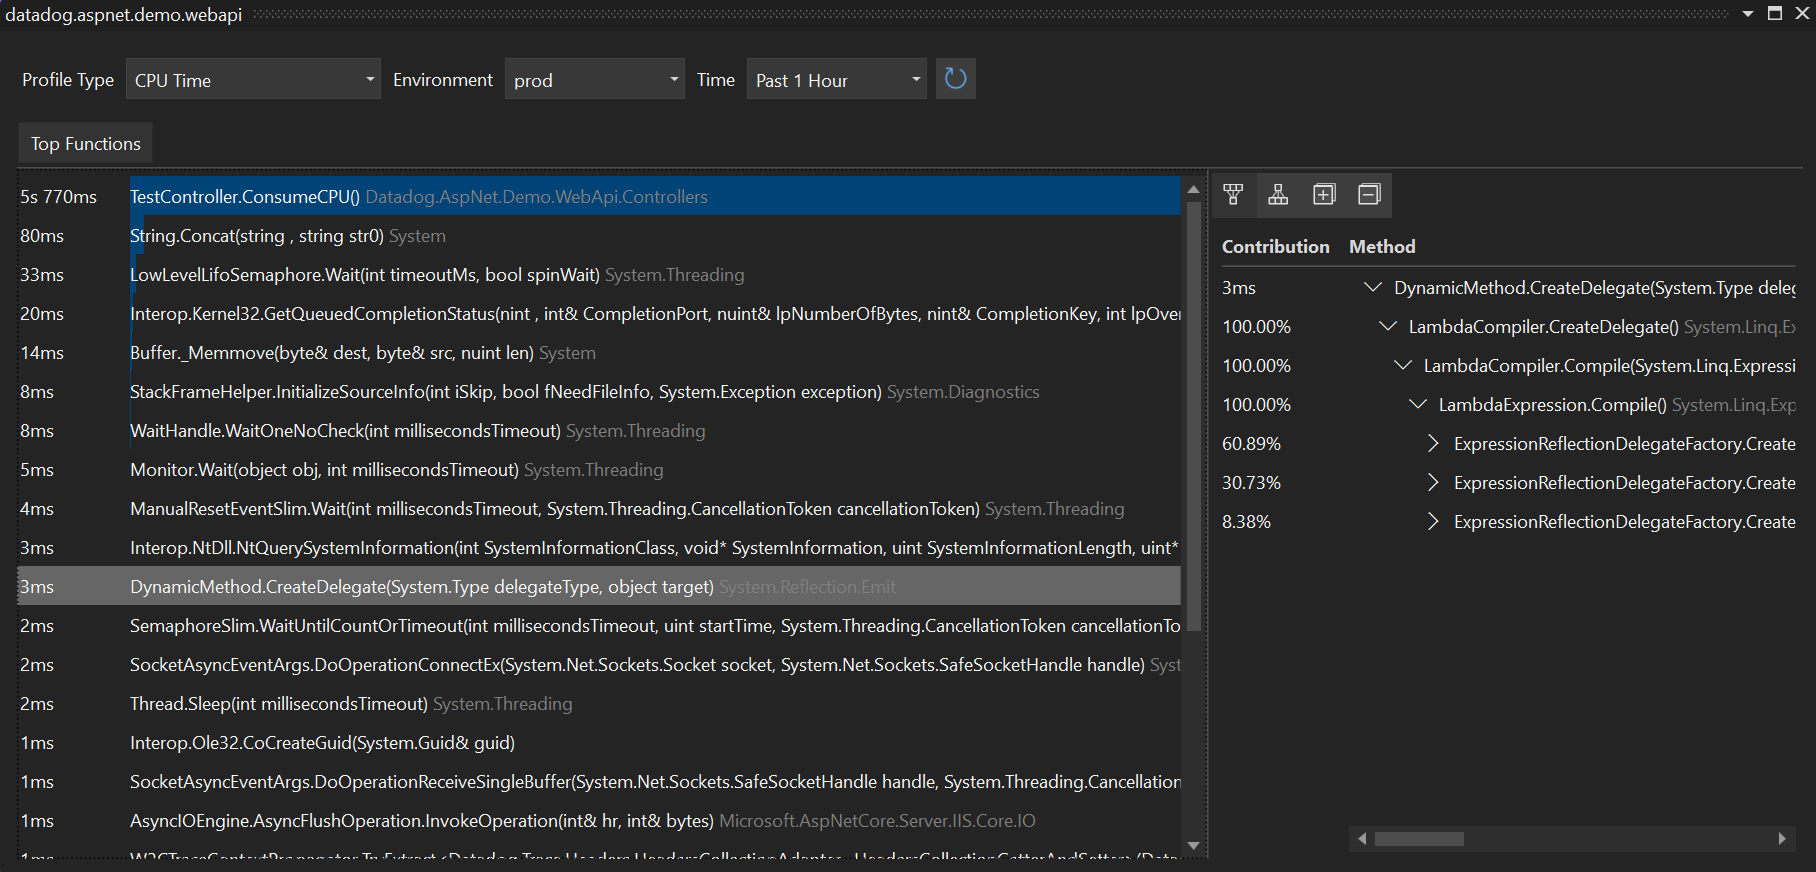 datadog.aspnet.demo.webapi
Profile Type CPU Time Environment prod Time Past 1 Hour
Top Functions
5s 770ms TestController.ConsumeCPU() Datadog.AspNet.Demo.WebApi.Controllers
80ms String.Concat(string , string str0) System
33ms LowLevelLifoSemaphore.Wait(int timeoutMs, bool spinWait) System.Threading
20ms Interop.Kernel32.GetQueuedCompletionStatus(nint , int& CompletionPort, nuint& lpNumberOfBytes, nint& CompletionKey, int lpOver
14ms Buffer._Memmove(byte& dest, byte& src, nuint len) System
8ms StackFrameHelper.InitializeSourceInfo(int iSkip, bool fNeedFileInfo, System.Exception exception) System.Diagnostics
8ms WaitHandle.WaitOneNoCheck(int millisecondsTimeout) System.Threading
5ms Monitor.Wait(object obj, int millisecondsTimeout) System.Threading
4ms ManualResetEventSlim.Wait(int millisecondsTimeout, System.Threading.CancellationToken cancellationToken) System.Threading
3ms Interop.NtDll.NtQuerySystemInformation(int SystemInformationClass, void* SystemInformation, uint SystemInformationLength, uint*
3ms DynamicMethod.CreateDelegate(System.Type delegateType, object target) System.Reflection.Emit
2ms SemaphoreSlim.WaitUntilCountOrTimeout(int millisecondsTimeout, uint startTime, System.Threading.CancellationToken cancellationTo
2ms SocketAsyncEventArgs.DoOperationConnectEx(System.Net.Sockets.Socket socket, System.Net.Sockets.SafeSocketHandle handle) Syst
2ms Thread.Sleep(int millisecondsTimeout) System.Threading
1ms Interop.Ole32.CoCreateGuid(System.Guid& guid)
1ms SocketAsyncEventArgs.DoOperationReceiveSingleBuffer(System.Net.Sockets.SafeSocketHandle handle, System.Threading.Cancellation
1ms AsyncIOEngine.AsyncFlushOperation.InvokeOperation(int& hr, int& bytes) Microsoft.AspNetCore.Server.IIS.Core.IO
1ms W3CTraceContextPropagator.TryExtract<Datadog.Trace.Headers.HeadersCollectionAdapter, HeadersCollectionGetterAndSetter>(Data
Contribution Method
3ms DynamicMethod.CreateDelegate(System.Type deleg
100.00% LambdaCompiler.CreateDelegate() System.Linq.Ex
100.00% LambdaCompiler.Compile(System.Linq.Expressi
100.00% LambdaExpression.Compile() System.Linq.Exp
60.89% ExpressionReflectionDelegateFactory.Create
30.73% ExpressionReflectionDelegateFactory.Create
8.38% ExpressionReflectionDelegateFactory.Create